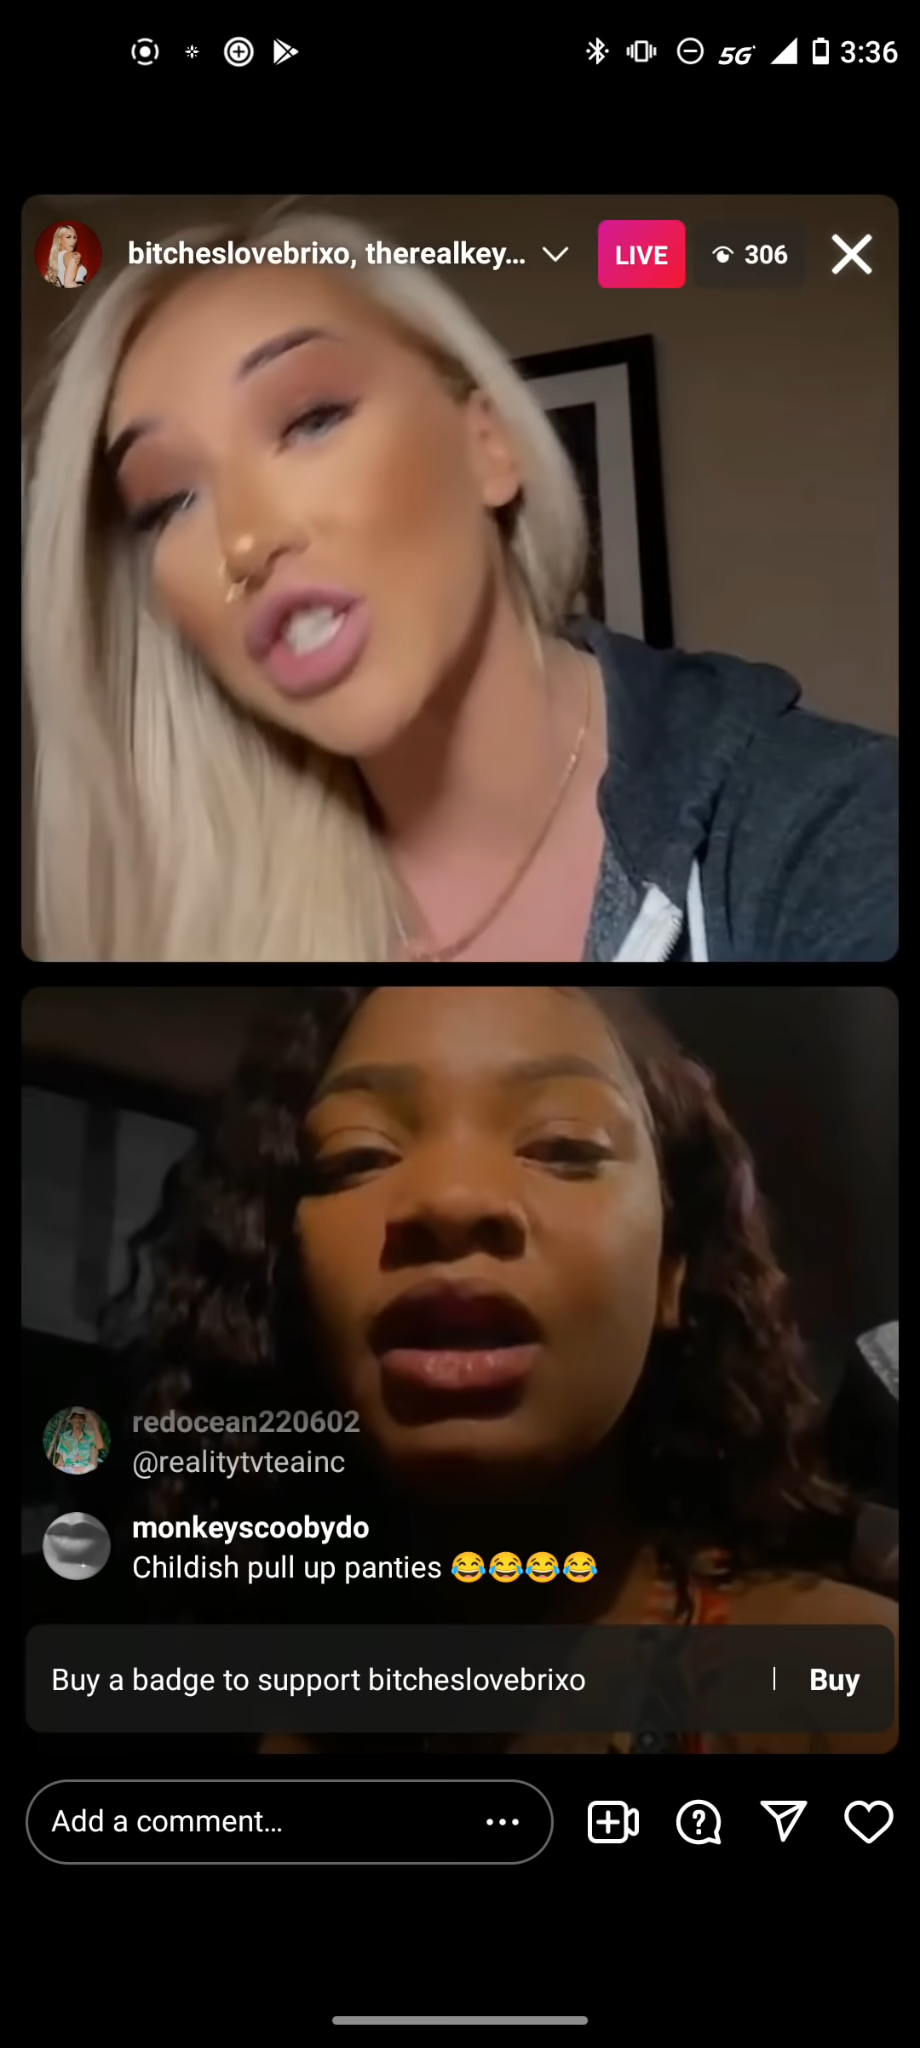 5G 3:36
bitcheslovebrixo, therealkey... LIVE 306
redocean220602
@realitytvteainc
monkeyscoobydo
Childish pull up panties 😂😂😂😂
Buy a badge to support bitcheslovebrixo | Buy
Add a comment...